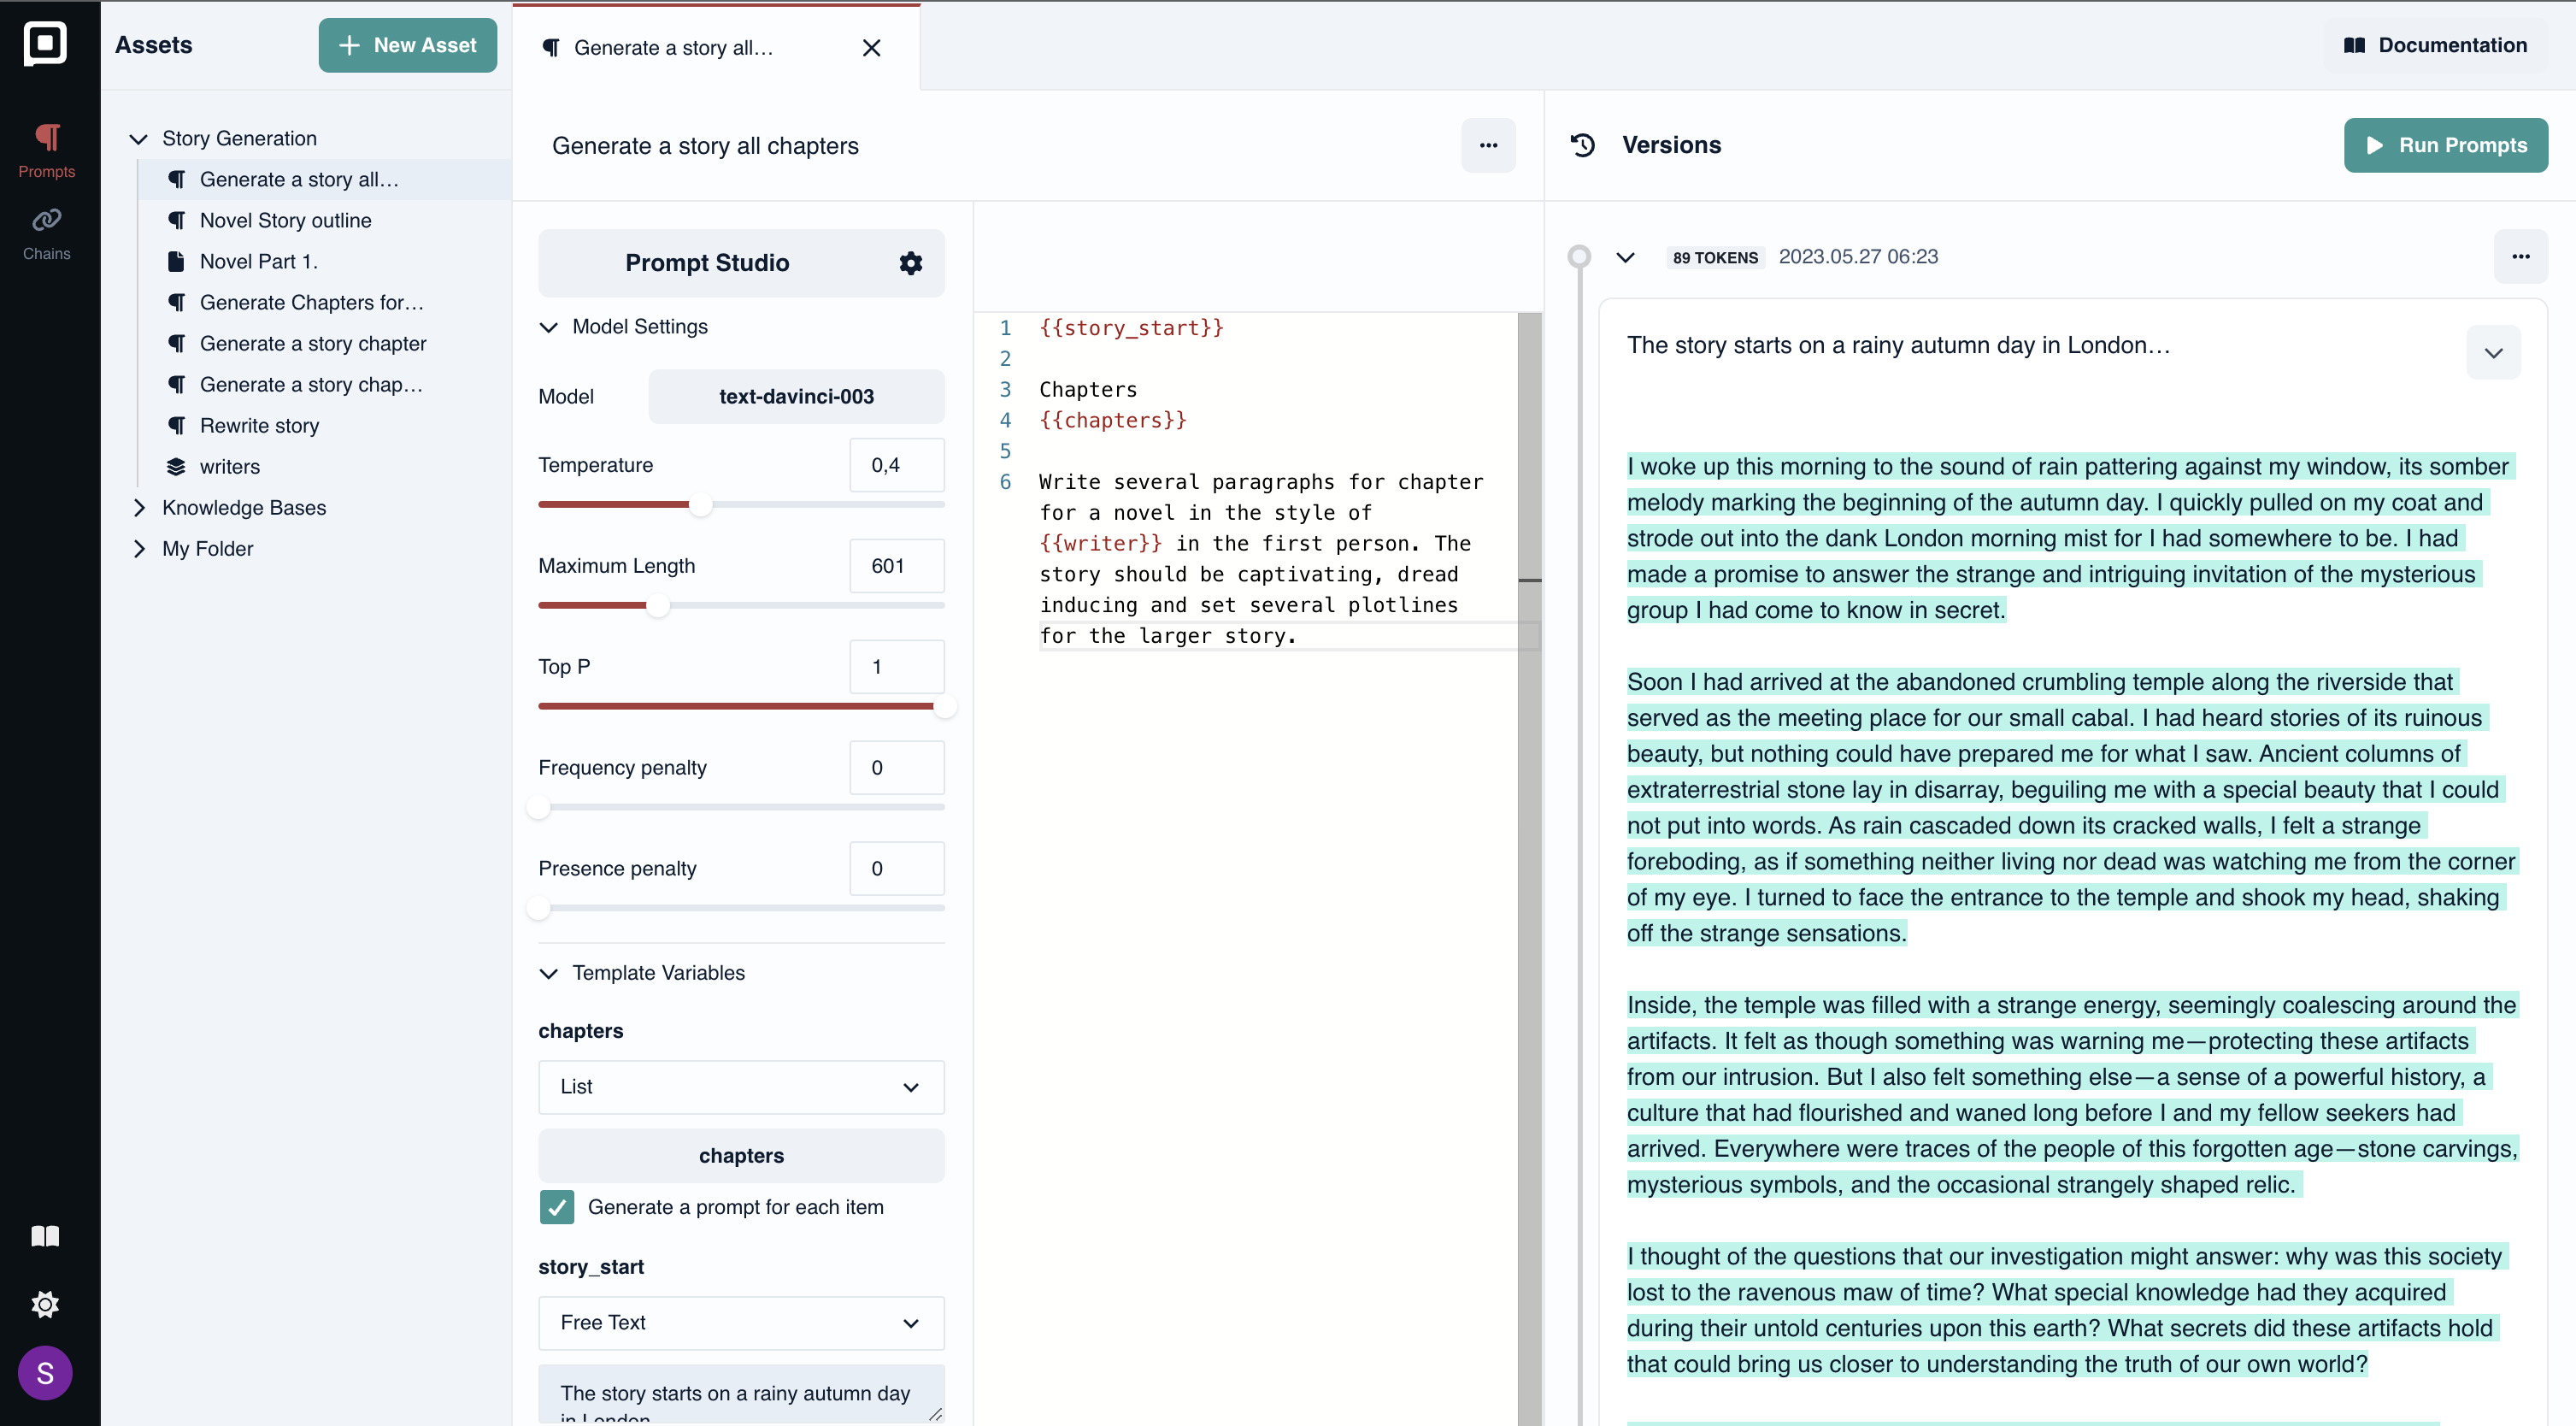 Assets
New Asset
Generate a story all...
Documentation
Prompts
Chains
Story Generation
Generate a story all...
Novel Story outline
Novel Part 1.
Generate Chapters for...
Generate a story chapter
Generate a story chap...
Rewrite story
writers
Knowledge Bases
My Folder
S
Generate a story all chapters
Prompt Studio
Model Settings
Model
text-davinci-003
Temperature
0,4
Maximum Length
601
Top P
1
Frequency penalty
0
Presence penalty
0
Template Variables
chapters
List
chapters
Generate a prompt for each item
story_start
Free Text
The story starts on a rainy autumn day
in London
1 {{story_start}}
2
3 Chapters
4 {{chapters}}
5
6 Write several paragraphs for chapter
for a novel in the style of
{{writer}} in the first person. The
story should be captivating, dread
inducing and set several plotlines
for the larger story.
Versions
Run Prompts
89 TOKENS
2023.05.27 06:23
The story starts on a rainy autumn day in London...
I woke up this morning to the sound of rain pattering against my window, its somber
melody marking the beginning of the autumn day. I quickly pulled on my coat and
strode out into the dank London morning mist for I had somewhere to be. I had
made a promise to answer the strange and intriguing invitation of the mysterious
group I had come to know in secret.
Soon I had arrived at the abandoned crumbling temple along the riverside that
served as the meeting place for our small cabal. I had heard stories of its ruinous
beauty, but nothing could have prepared me for what I saw. Ancient columns of
extraterrestrial stone lay in disarray, beguiling me with a special beauty that I could
not put into words. As rain cascaded down its cracked walls, I felt a strange
foreboding, as if something neither living nor dead was watching me from the corner
of my eye. I turned to face the entrance to the temple and shook my head, shaking
off the strange sensations.
Inside, the temple was filled with a strange energy, seemingly coalescing around the
artifacts. It felt as though something was warning me—protecting these artifacts
from our intrusion. But I also felt something else—a sense of a powerful history, a
culture that had flourished and waned long before I and my fellow seekers had
arrived. Everywhere were traces of the people of this forgotten age—stone carvings,
mysterious symbols, and the occasional strangely shaped relic.
I thought of the questions that our investigation might answer: why was this society
lost to the ravenous maw of time? What special knowledge had they acquired
during their untold centuries upon this earth? What secrets did these artifacts hold
that could bring us closer to understanding the truth of our own world?